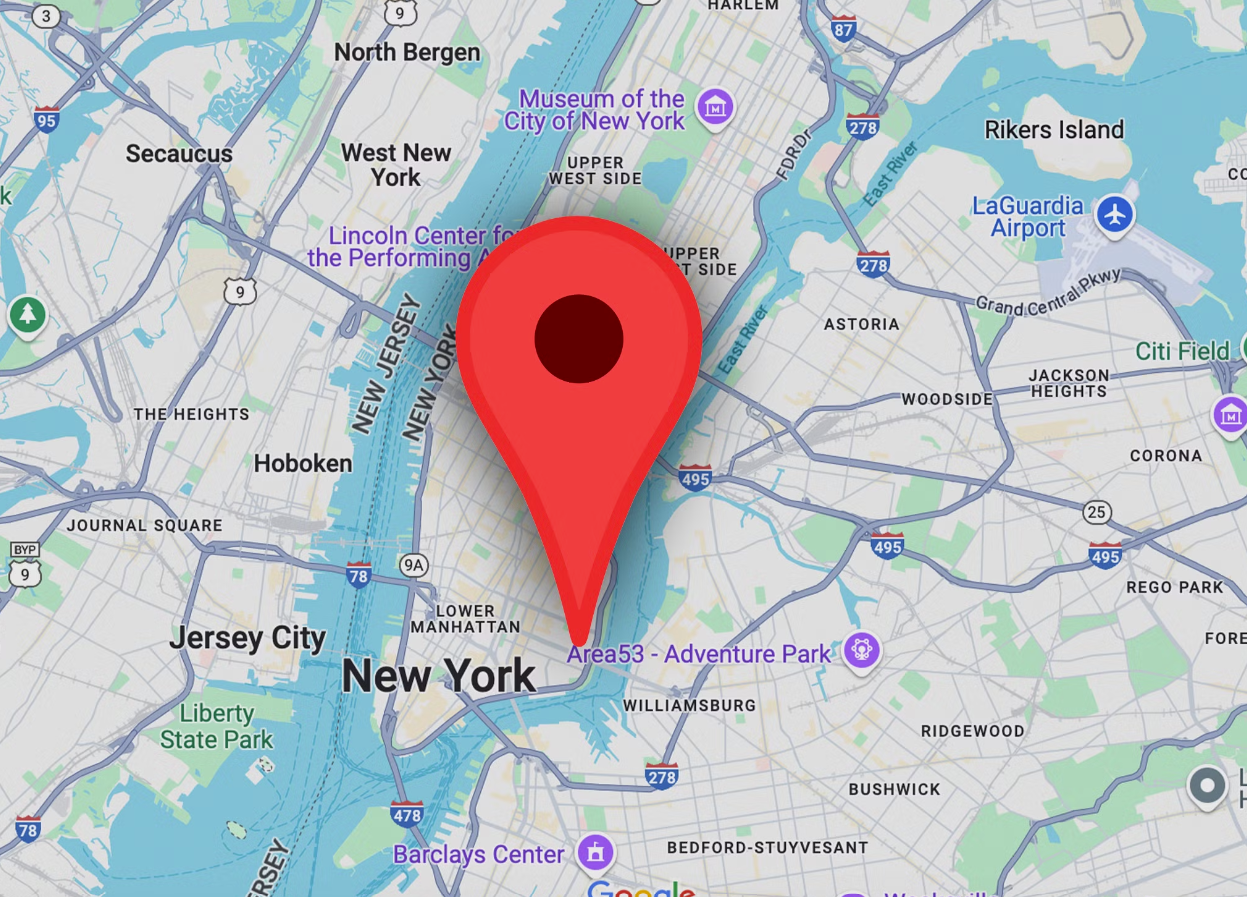 3
9
HARLEM
87
North Bergen
95
Museum of the
City of New York
278
Rikers Island
Secaucus
West New
York
UPPER
WEST SIDE
FDR Dr
East River
LaGuardia
Airport
Lincoln Center
the Performing
UPPER
SIDE
278
9
Grand Central Pkwy
NEW JERSEY
NEW YORK
East River
ASTORIA
Citi Field
JACKSON
HEIGHTS
WOODSIDE
THE HEIGHTS
M
Hoboken
495
CORONA
JOURNAL SQUARE
25
BYP
9
9A
78
495
495
REGO PARK
LOWER
MANHATTAN
Jersey City
New York
Area53 - Adventure Park
WILLIAMSBURG
Liberty
State Park
RIDGEWOOD
278
BUSHWICK
478
78
Barclays Center
BEDFORD-STUYVESANT
Google